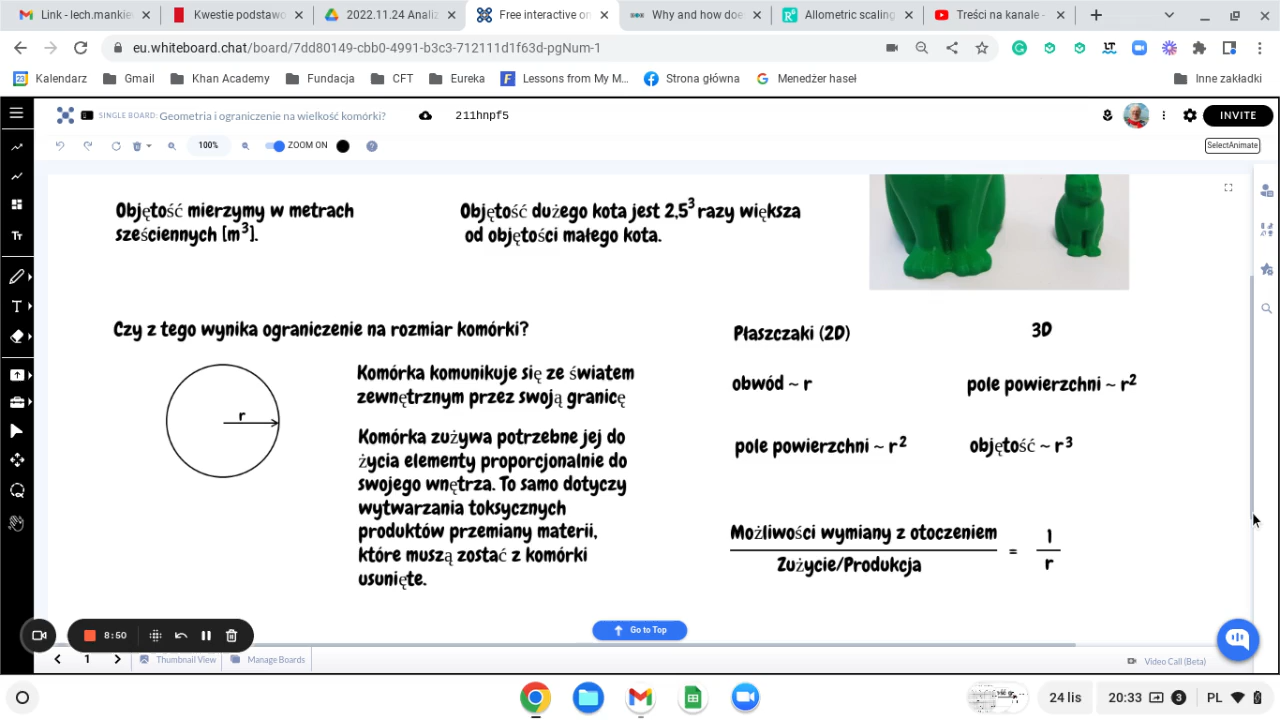 Link - lech.mankie
Kwestie podstawo
2022.11.24 Analiz
Free interactive on
Why and how doe
Allometric scaling
Treści na kanale -
eu.whiteboard.chat/board/7dd80149-cbb0-4991-b3c3-712111d1f63d-pgNum-1
Kalendarz
Gmail
Khan Academy
Fundacja
CFT
Eureka
Lessons from My M...
Strona główna
Menedżer haseł
Inne zakładki
SINGLE BOARD: Geometria i ograniczenie na wielkość komórki?
211hnpf5
INVITE
100%
ZOOM ON
SelectAnimate
Objętość mierzymy w metrach
sześciennych [m³].
Objętość dużego kota jest 2,5³ razy większa
od objętości małego kota.
Czy z tego wynika ograniczenie na rozmiar komórki?
r
Komórka komunikuje się ze światem
zewnętrznym przez swoją granicę
Komórka zużywa potrzebne jej do
życia elementy proporcjonalnie do
swojego wnętrza. To samo dotyczy
wytwarzania toksycznych
produktów przemiany materii,
które muszą zostać z komórki
usunięte.
Płaszczaki (2D)
3D
obwód ~ r
pole powierzchni ~ r²
pole powierzchni ~ r²
objętość ~ r³
Możliwości wymiany z otoczeniem
Zużycie/Produkcja
=
1
r
8:50
Go to Top
1
Thumbnail View
Manage Boards
Video Call (Beta)
24 lis
20:33
3
PL